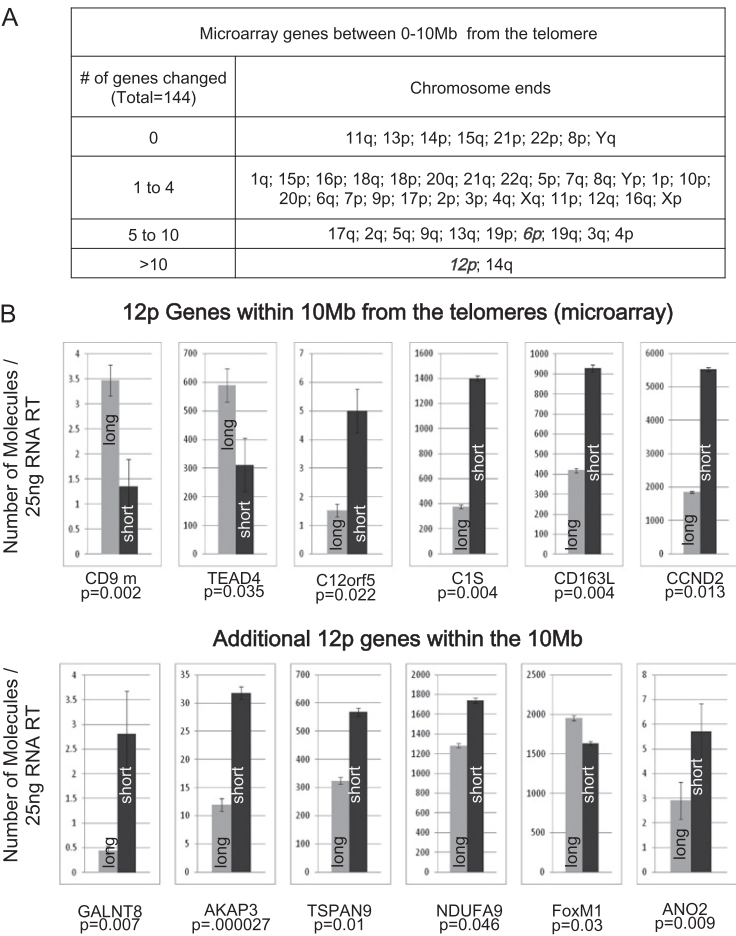 A
Microarray genes between 0-10Mb from the telomere
# of genes changed
(Total=144)
Chromosome ends
0
11q; 13p; 14p; 15q; 21p; 22p; 8p; Yq
1 to 4
1q; 15p; 16p; 18q; 18p; 20q; 21q; 22q; 5p; 7q; 8q; Yp; 1p; 10p;
20p; 6q; 7p; 9p; 17p; 2p; 3p; 4q; Xq; 11p; 12q; 16q; Xp
5 to 10
17q; 2q; 5q; 9q; 13q; 19p; 6p; 19q; 3q; 4p
>10
12p; 14q
B
12p Genes within 10Mb from the telomeres (microarray)
Number of Molecules /
25ng RNA RT
4
3.5
3
2.5
2
1.5
1
0.5
0
long
short
CD9 m
p=0.002
700
600
500
400
300
200
100
0
long
short
TEAD4
p=0.035
7
6
5
4
3
2
1
0
long
short
C12orf5
p=0.022
1600
1400
1200
1000
800
600
400
200
0
long
short
C1S
p=0.004
1000
900
800
700
600
500
400
300
200
100
0
long
short
CD163L
p=0.004
6000
5000
4000
3000
2000
1000
0
long
short
CCND2
p=0.013
Additional 12p genes within the 10Mb
Number of Molecules /
25ng RNA RT
4
3.5
3
2.5
2
1.5
1
0.5
0
long
short
GALNT8
p=0.007
35
30
25
20
15
10
5
0
long
short
AKAP3
p=.000027
700
600
500
400
300
200
100
0
long
short
TSPAN9
p=0.01
2000
1800
1600
1400
1200
1000
800
600
400
200
0
long
short
NDUFA9
p=0.046
2500
2000
1500
1000
500
0
long
short
FoxM1
p=0.03
8
7
6
5
4
3
2
1
0
long
short
ANO2
p=0.009